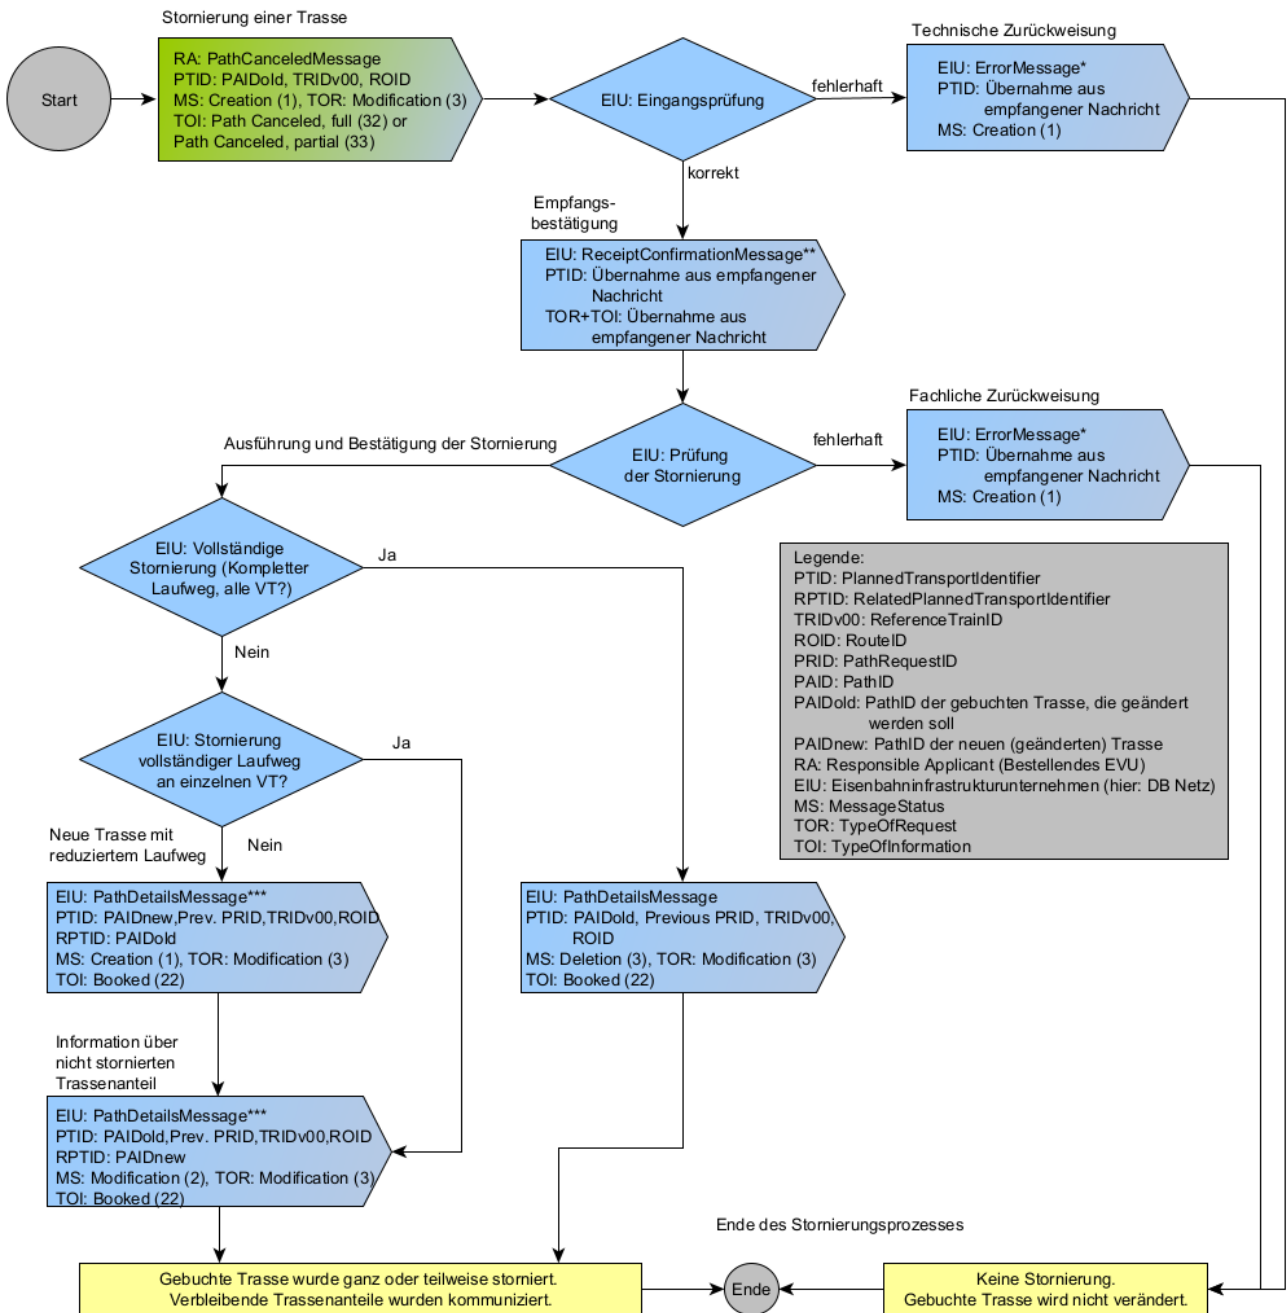 Stornierung einer Trasse
Start
RA: PathCanceledMessage
PTID: PAIDold, TRIDv00, ROID
MS: Creation (1), TOR: Modification (3)
TOI: Path Canceled, full (32) or
Path Canceled, partial (33)
EIU: Eingangsprüfung
fehlerhaft
Technische Zurückweisung
EIU: ErrorMessage*
PTID: Übernahme aus
empfangener Nachricht
MS: Creation (1)
korrekt
Empfangs-
bestätigung
EIU: ReceiptConfirmationMessage**
PTID: Übernahme aus empfangener
Nachricht
TOR+TOI: Übernahme aus
empfangener Nachricht
EIU: Prüfung
der Stornierung
fehlerhaft
Fachliche Zurückweisung
EIU: ErrorMessage*
PTID: Übernahme aus
empfangener Nachricht
MS: Creation (1)
Ausführung und Bestätigung der Stornierung
EIU: Vollständige
Stornierung (Kompletter
Laufweg, alle VT?)
Ja
Nein
Legende:
PTID: PlannedTransportIdentifier
RPTID: RelatedPlannedTransportIdentifier
TRIDv00: ReferenceTrainID
ROID: RouteID
PRID: PathRequestID
PAID: PathID
PAIDold: PathID der gebuchten Trasse, die geändert
werden soll
PAIDnew: PathID der neuen (geänderten) Trasse
RA: Responsible Applicant (Bestellendes EVU)
EIU: Eisenbahninfrastrukturunternehmen (hier: DB Netz)
MS: MessageStatus
TOR: TypeOfRequest
TOI: TypeOfInformation
EIU: Stornierung
vollständiger Laufweg
an einzelnen VT?
Ja
Nein
Neue Trasse mit
reduziertem Laufweg
EIU: PathDetailsMessage***
PTID: PAIDnew,Prev. PRID,TRIDv00,ROID
RPTID: PAIDold
MS: Creation (1), TOR: Modification (3)
TOI: Booked (22)
EIU: PathDetailsMessage
PTID: PAIDold, Previous PRID, TRIDv00,
ROID
MS: Deletion (3), TOR: Modification (3)
TOI: Booked (22)
Information über
nicht stornierten
Trassenanteil
EIU: PathDetailsMessage***
PTID: PAIDold,Prev. PRID,TRIDv00,ROID
RPTID: PAIDnew
MS: Modification (2), TOR: Modification (3)
TOI: Booked (22)
Ende des Stornierungsprozesses
Gebuchte Trasse wurde ganz oder teilweise storniert.
Verbleibende Trassenanteile wurden kommuniziert.
Ende
Keine Stornierung.
Gebuchte Trasse wird nicht verändert.